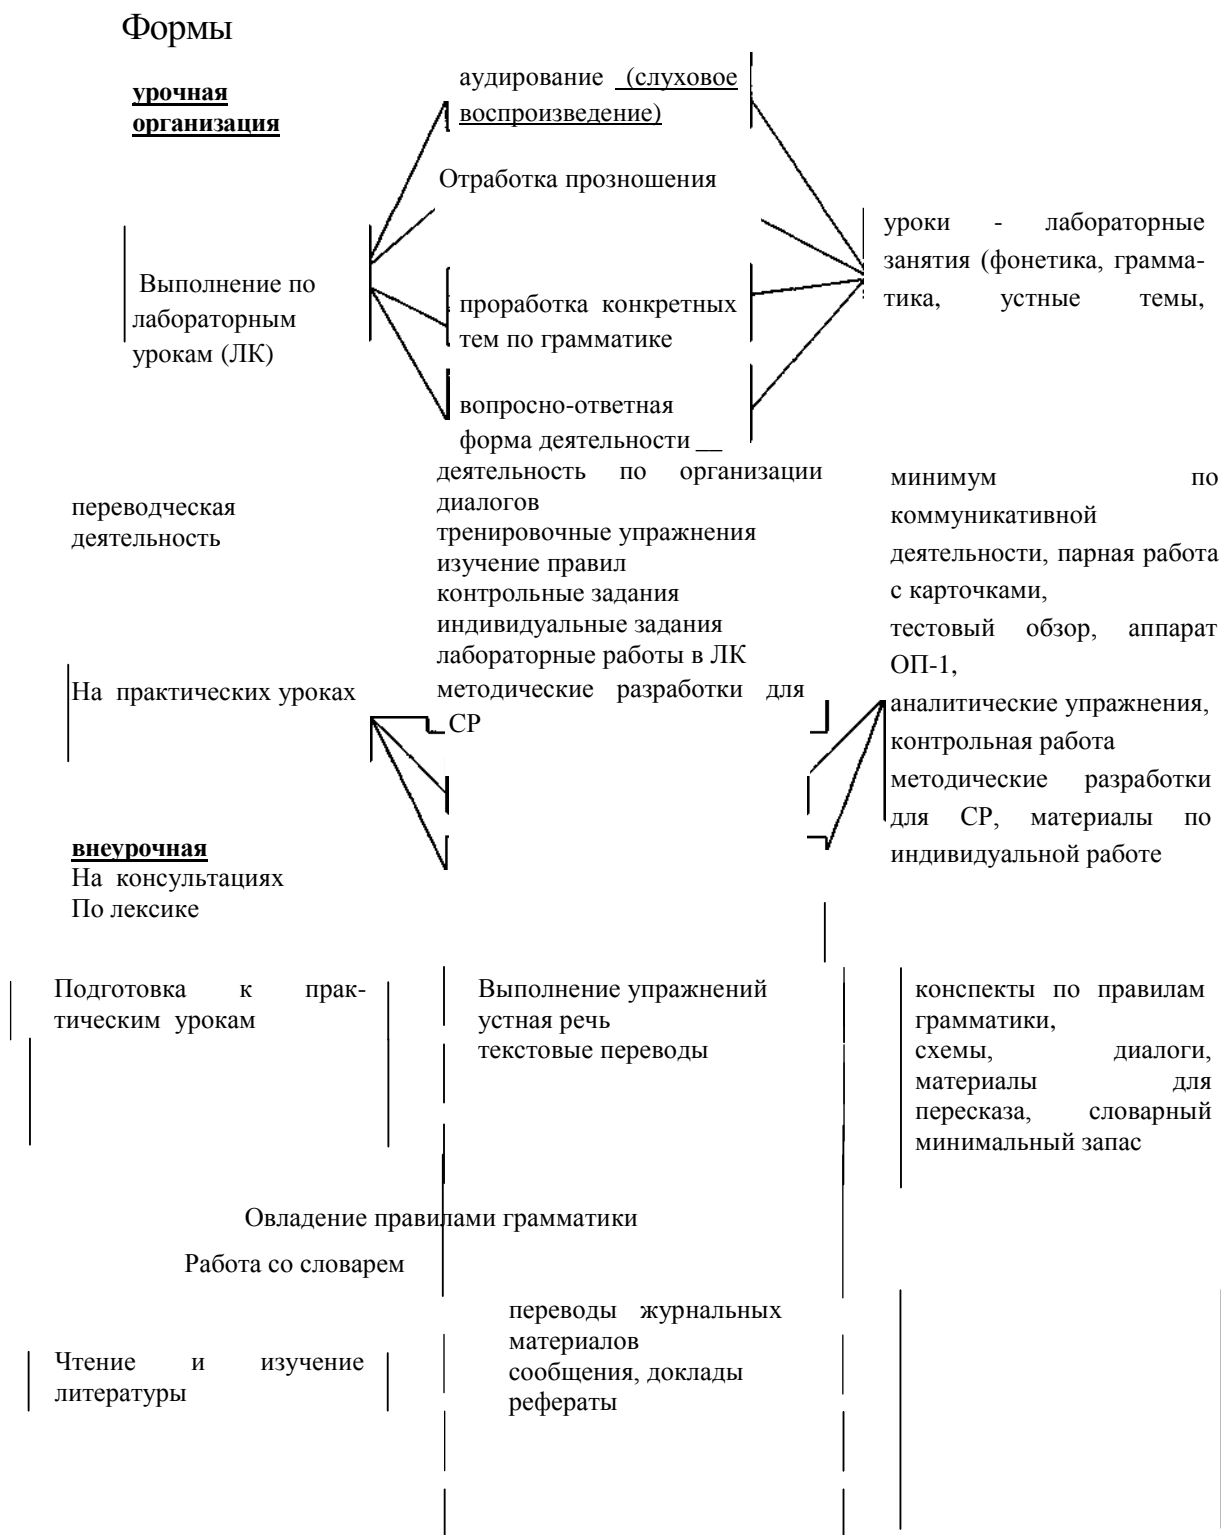 Формы
урочная
организация
аудирование (слуховое
воспроизведение)
Отработка прозношения
Выполнение по
лабораторным
урокам (ЛК)
проработка конкретных
тем по грамматике
вопросно-ответная
форма деятельности __
уроки - лабораторные
занятия (фонетика, грамма-
тика, устные темы,
переводческая
деятельность
деятельность по организации
диалогов
тренировочные упражнения
изучение правил
контрольные задания
индивидуальные задания
лабораторные работы в ЛК
методические разработки для
СР
минимум по
коммуникативной
деятельности, парная работа
с карточками,
тестовый обзор, аппарат
ОП-1,
аналитические упражнения,
контрольная работа
методические разработки
для СР, материалы по
индивидуальной работе
На практических уроках
внеурочная
На консультациях
По лексике
Подготовка к прак-
тическим урокам
Выполнение упражнений
устная речь
текстовые переводы
конспекты по правилам
грамматики,
схемы, диалоги,
материалы для
пересказа, словарный
минимальный запас
Овладение правилами грамматики
Работа со словарем
Чтение и изучение
литературы
переводы журнальных
материалов
сообщения, доклады
рефераты